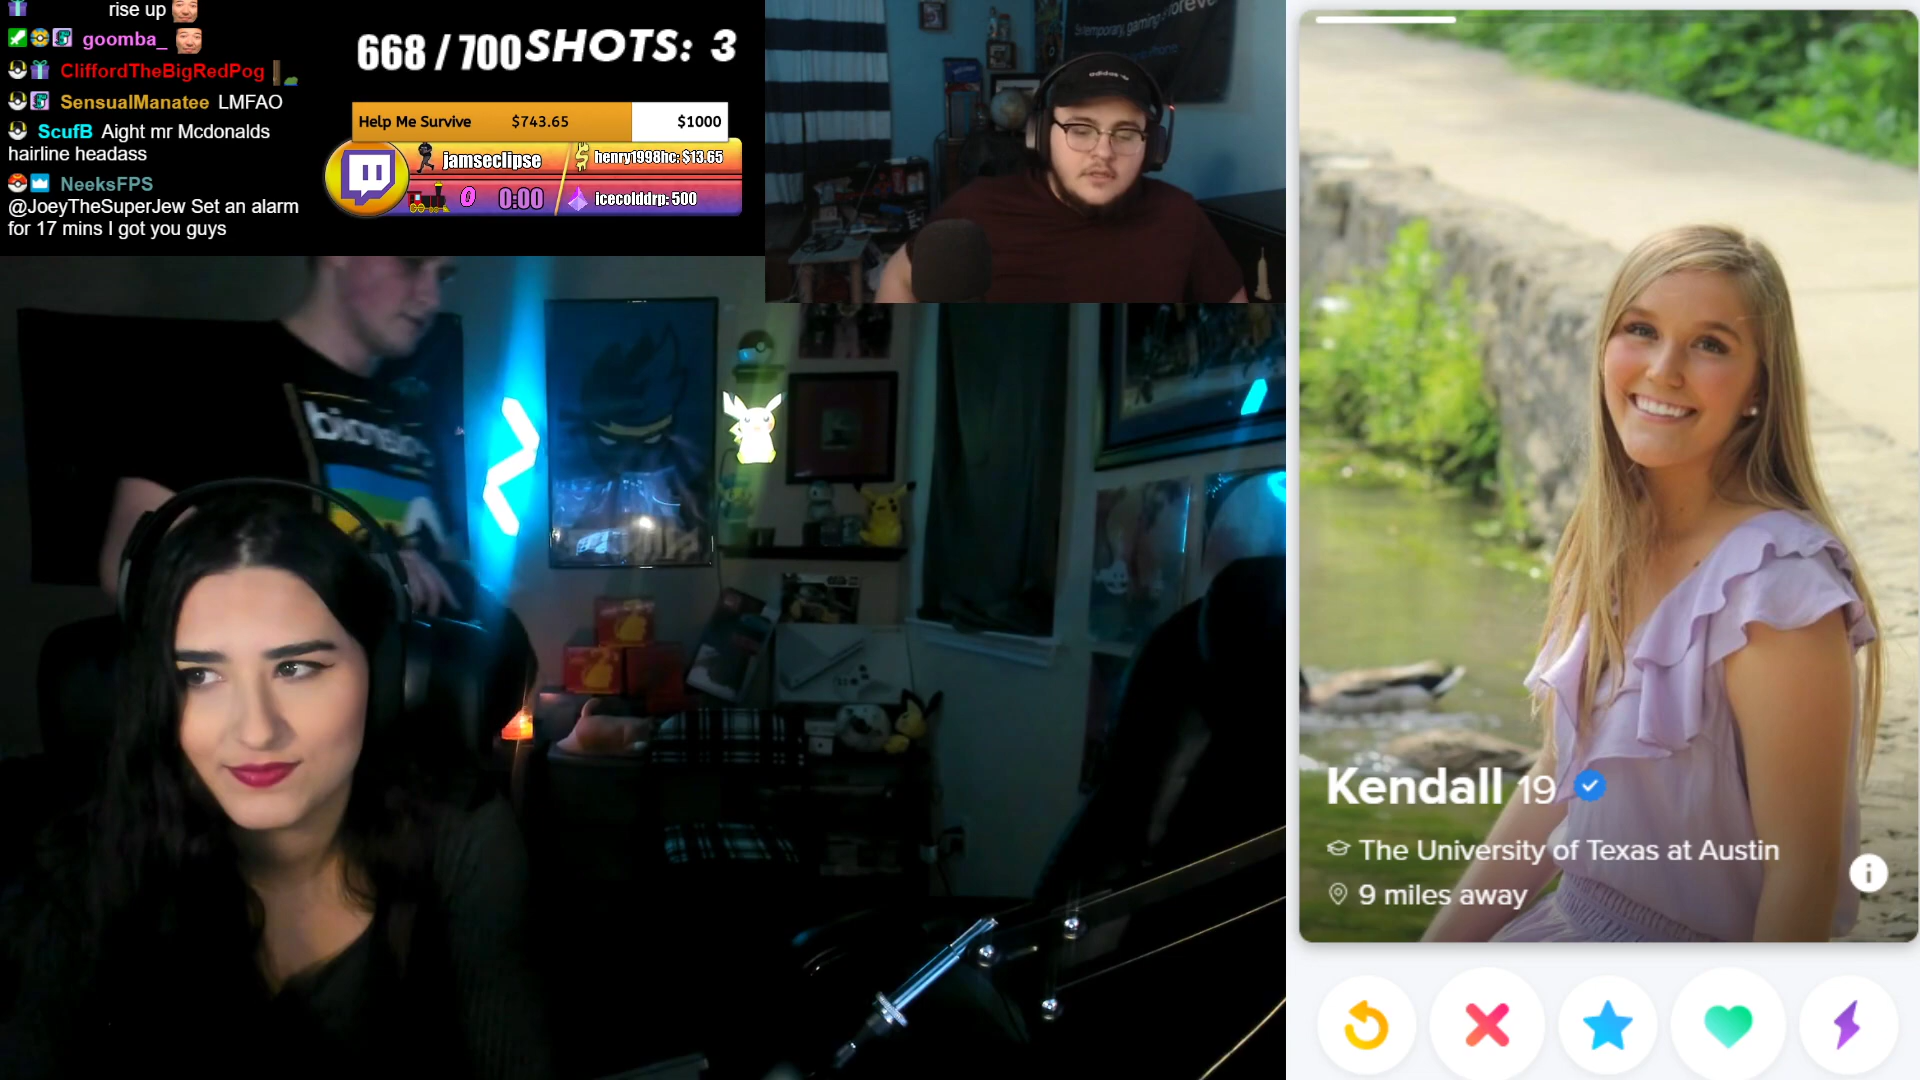 rise up
goomba_
CliffordTheBigRedPog
SensualManatee LMFAO
ScufB Aight mr Mcdonalds
hairline headass
NeeksFPS
@JoeyTheSuperJew Set an alarm
for 17 mins I got you guys
668 / 700 SHOTS: 3
Help Me Survive $743.65 $1000
jamseclipse
henry1998hc: $13.65
0 0:00
icecolddrp: 500
adidas
Kendall 19
The University of Texas at Austin
9 miles away